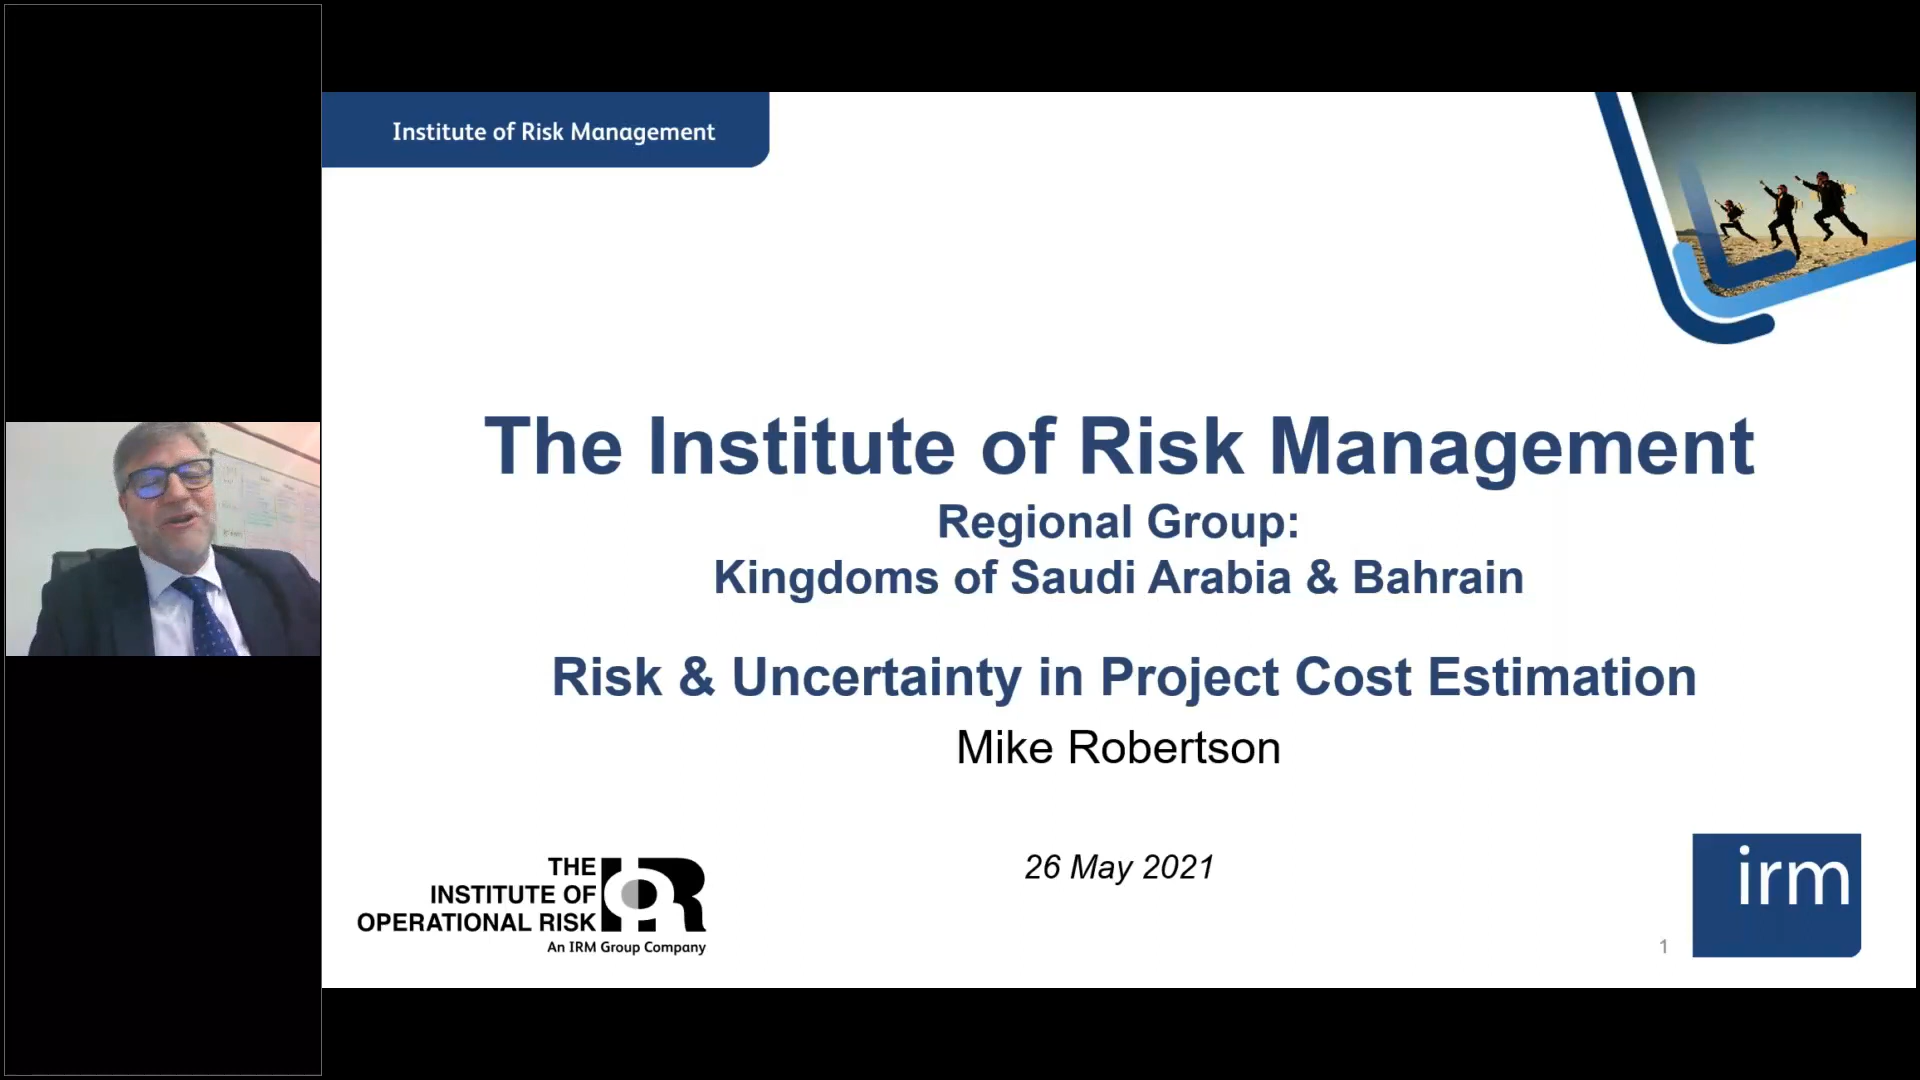 Institute of Risk Management
The Institute of Risk Management
Regional Group:
Kingdoms of Saudi Arabia & Bahrain
Risk & Uncertainty in Project Cost Estimation
Mike Robertson
26 May 2021
THE
INSTITUTE OF
OPERATIONAL RISK
IOR
An IRM Group Company
1
irm